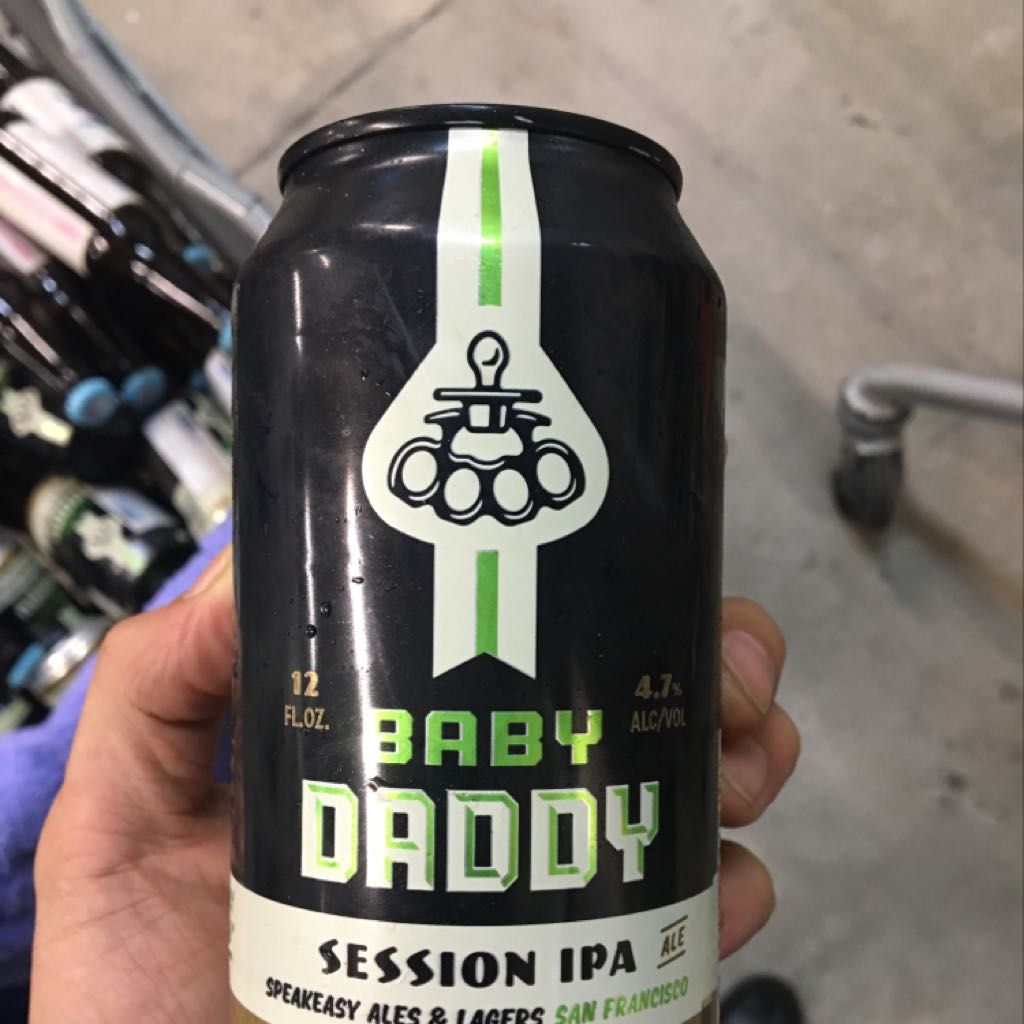 12
FL.OZ.
4.7%
ALC/VOL
BABY
DADDY
SESSION IPA
ALE
SPEAKEASY ALES & LAGERS SAN FRANCISCO